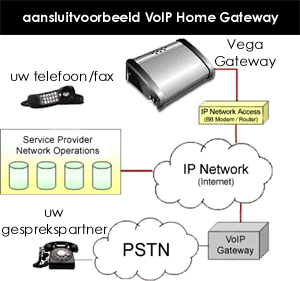 aansluitvoorbeeld VoIP Home Gateway
Vega
Gateway
uw telefoon/fax
IP Network Access
(BB Modem / Router)
Service Provider
Network Operations
IP Network
(Internet)
uw
gesprekspartner
PSTN
VoIP
Gateway